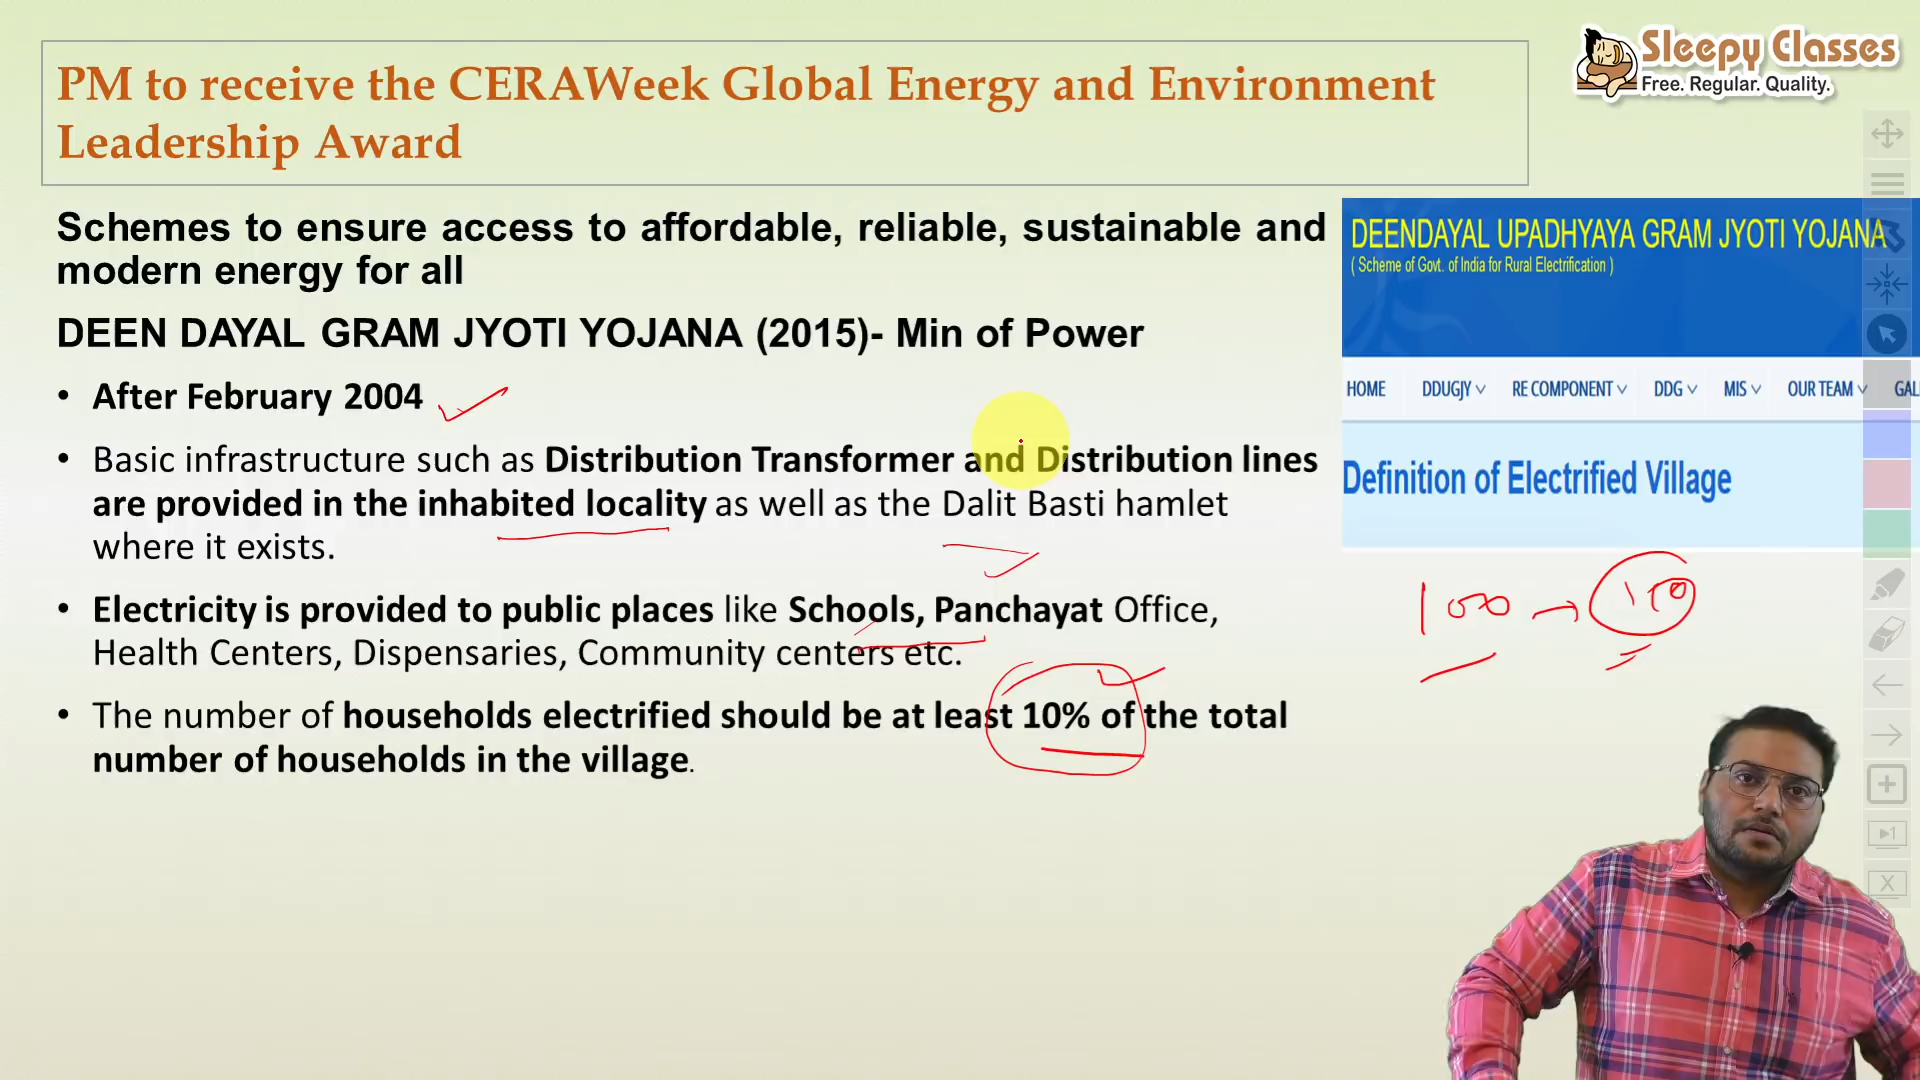 Sleepy Classes
Free. Regular. Quality.
PM to receive the CERAWeek Global Energy and Environment
Leadership Award
Schemes to ensure access to affordable, reliable, sustainable and
modern energy for all
DEEN DAYAL GRAM JYOTI YOJANA (2015)- Min of Power
• After February 2004
• Basic infrastructure such as Distribution Transformer and Distribution lines
are provided in the inhabited locality as well as the Dalit Basti hamlet
where it exists.
• Electricity is provided to public places like Schools, Panchayat Office,
Health Centers, Dispensaries, Community centers etc.
• The number of households electrified should be at least 10% of the total
number of households in the village.
DEENDAYAL UPADHYAYA GRAM JYOTI YOJANA
( Scheme of Govt. of India for Rural Electrification )
HOME DDUGJY RE COMPONENT DDG MIS OUR TEAM GAL
Definition of Electrified Village
100 →